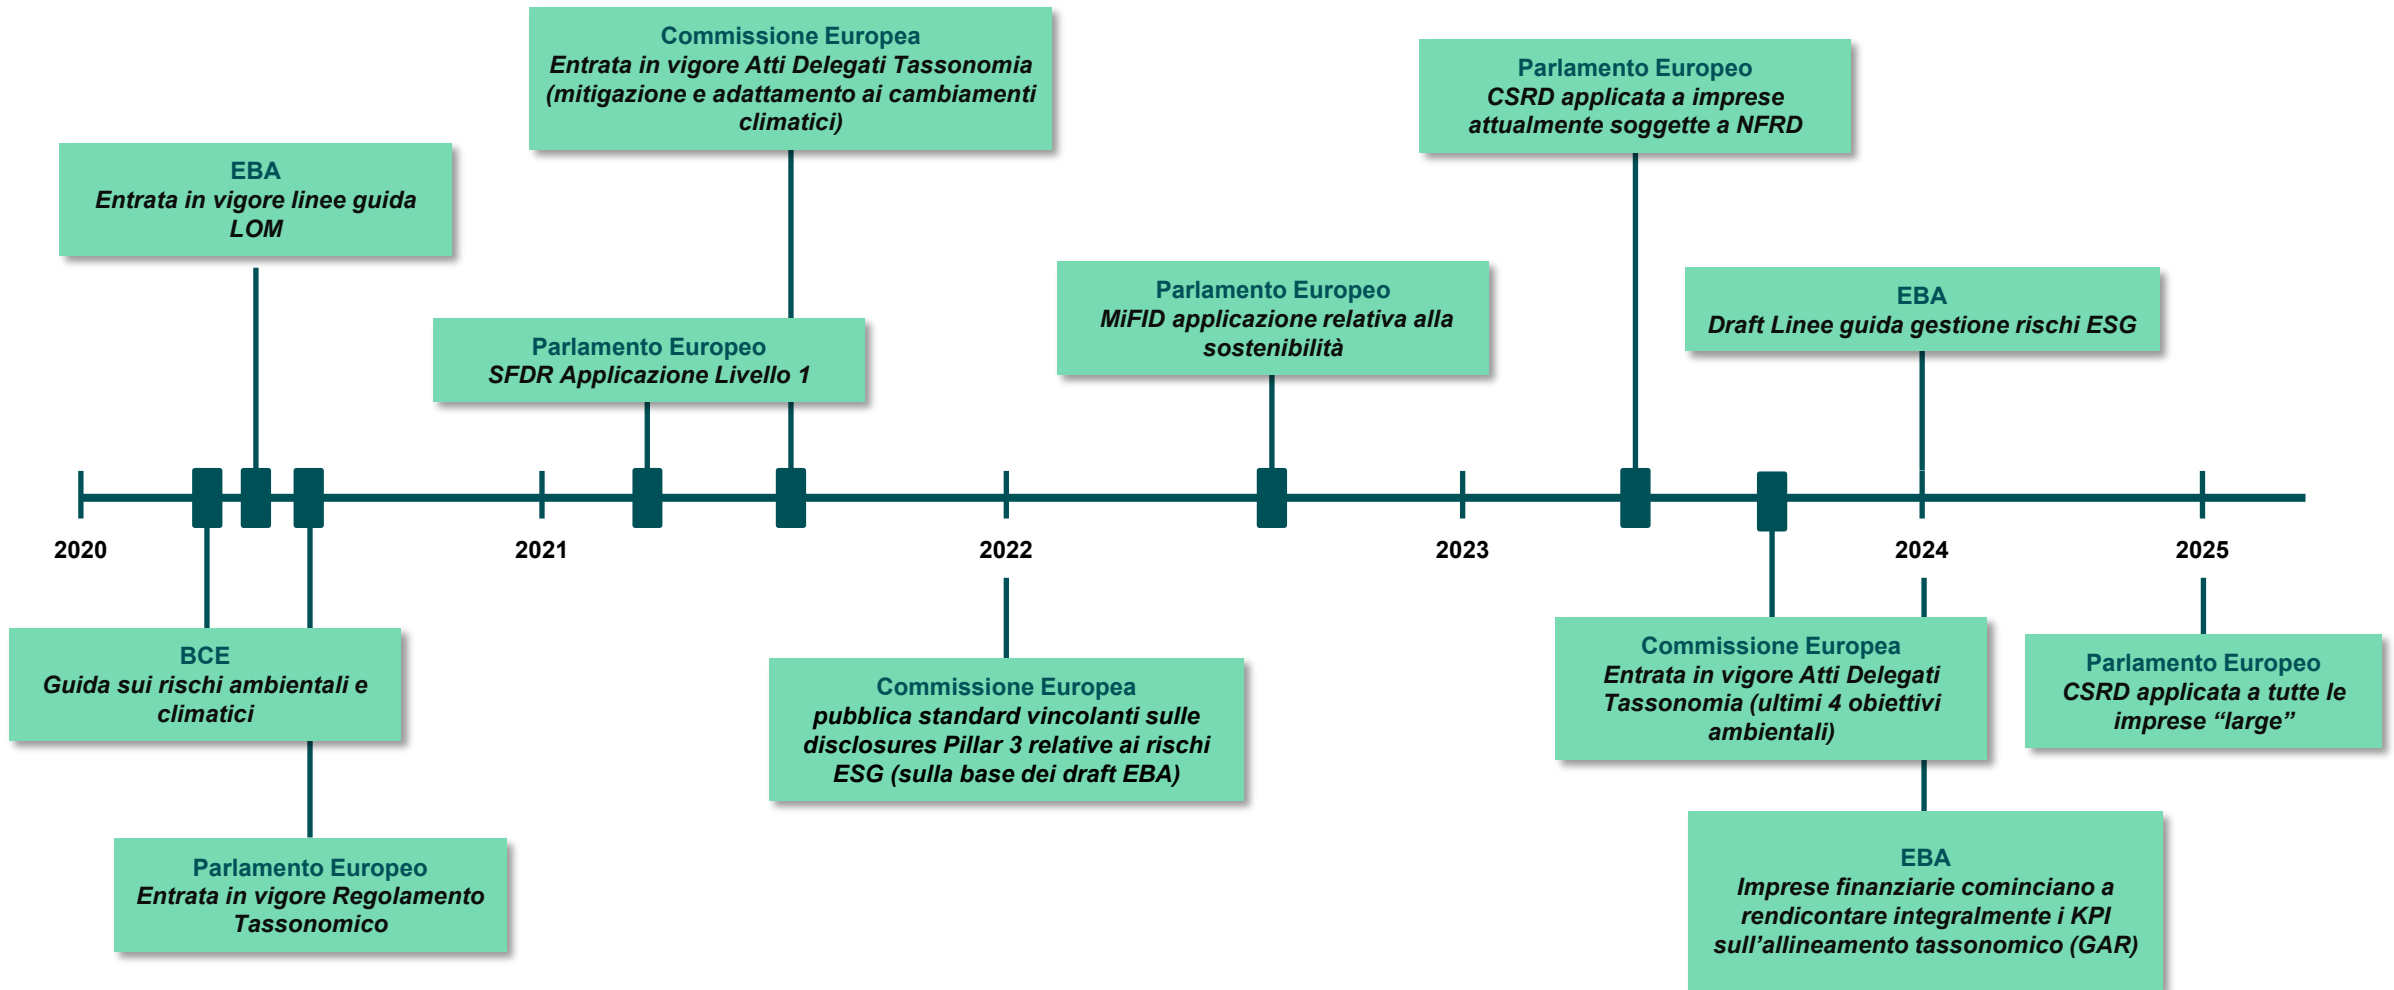 Commissione Europea
Entrata in vigore Atti Delegati Tassonomia
(mitigazione e adattamento ai cambiamenti
climatici)
Parlamento Europeo
CSRD applicata a imprese
attualmente soggette a NFRD
EBA
Entrata in vigore linee guida
LOM
Parlamento Europeo
MiFID applicazione relativa alla
sostenibilità
EBA
Draft Linee guida gestione rischi ESG
Parlamento Europeo
SFDR Applicazione Livello 1
2020
2021
2022
2023
2024
2025
BCE
Guida sui rischi ambientali e
climatici
Commissione Europea
pubblica standard vincolanti sulle
disclosures Pillar 3 relative ai rischi
ESG (sulla base dei draft EBA)
Commissione Europea
Entrata in vigore Atti Delegati
Tassonomia (ultimi 4 obiettivi
ambientali)
Parlamento Europeo
CSRD applicata a tutte le
imprese “large”
Parlamento Europeo
Entrata in vigore Regolamento
Tassonomico
EBA
Imprese finanziarie cominciano a
rendicontare integralmente i KPI
sull’allineamento tassonomico (GAR)